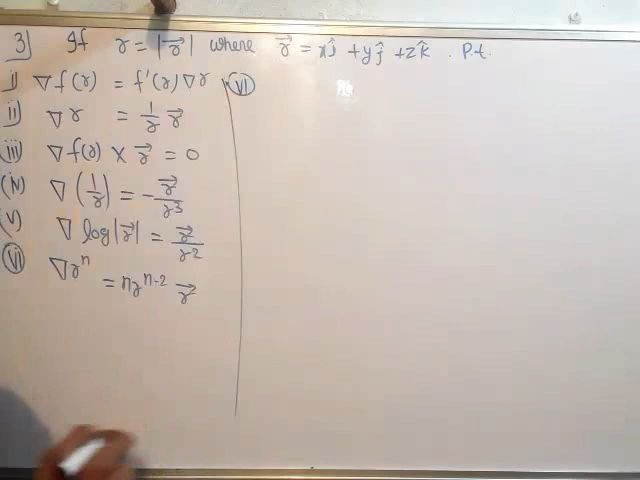 3] If r = |r⃗| where r⃗ = xî + yĵ + zk̂ . P.t.
i) ∇f(r) = f'(r)∇r
ii) ∇r = 1/r r⃗
(iii) ∇f(r) × r⃗ = 0
(iv) ∇(1/r) = -r⃗/r³
(v) ∇ log|r⃗| = r⃗/r²
(vi) ∇rⁿ = nrⁿ⁻² r⃗
(vi)